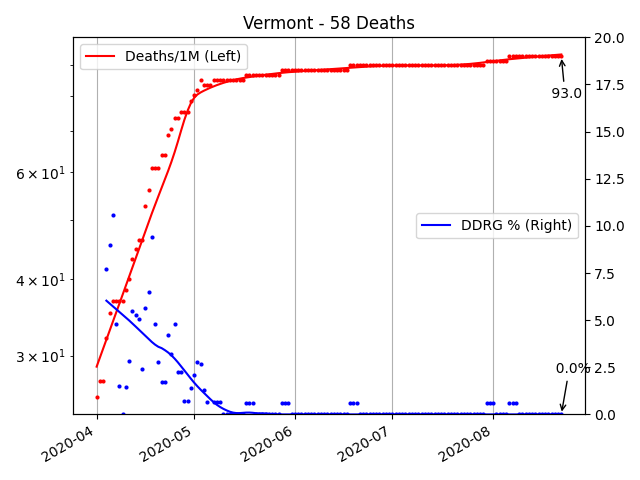 Vermont - 58 Deaths
Deaths/1M (Left)
DDRG % (Right)
93.0
0.0%
6 × 10¹
4 × 10¹
3 × 10¹
20.0
17.5
15.0
12.5
10.0
7.5
5.0
2.5
0.0
2020-04
2020-05
2020-06
2020-07
2020-08